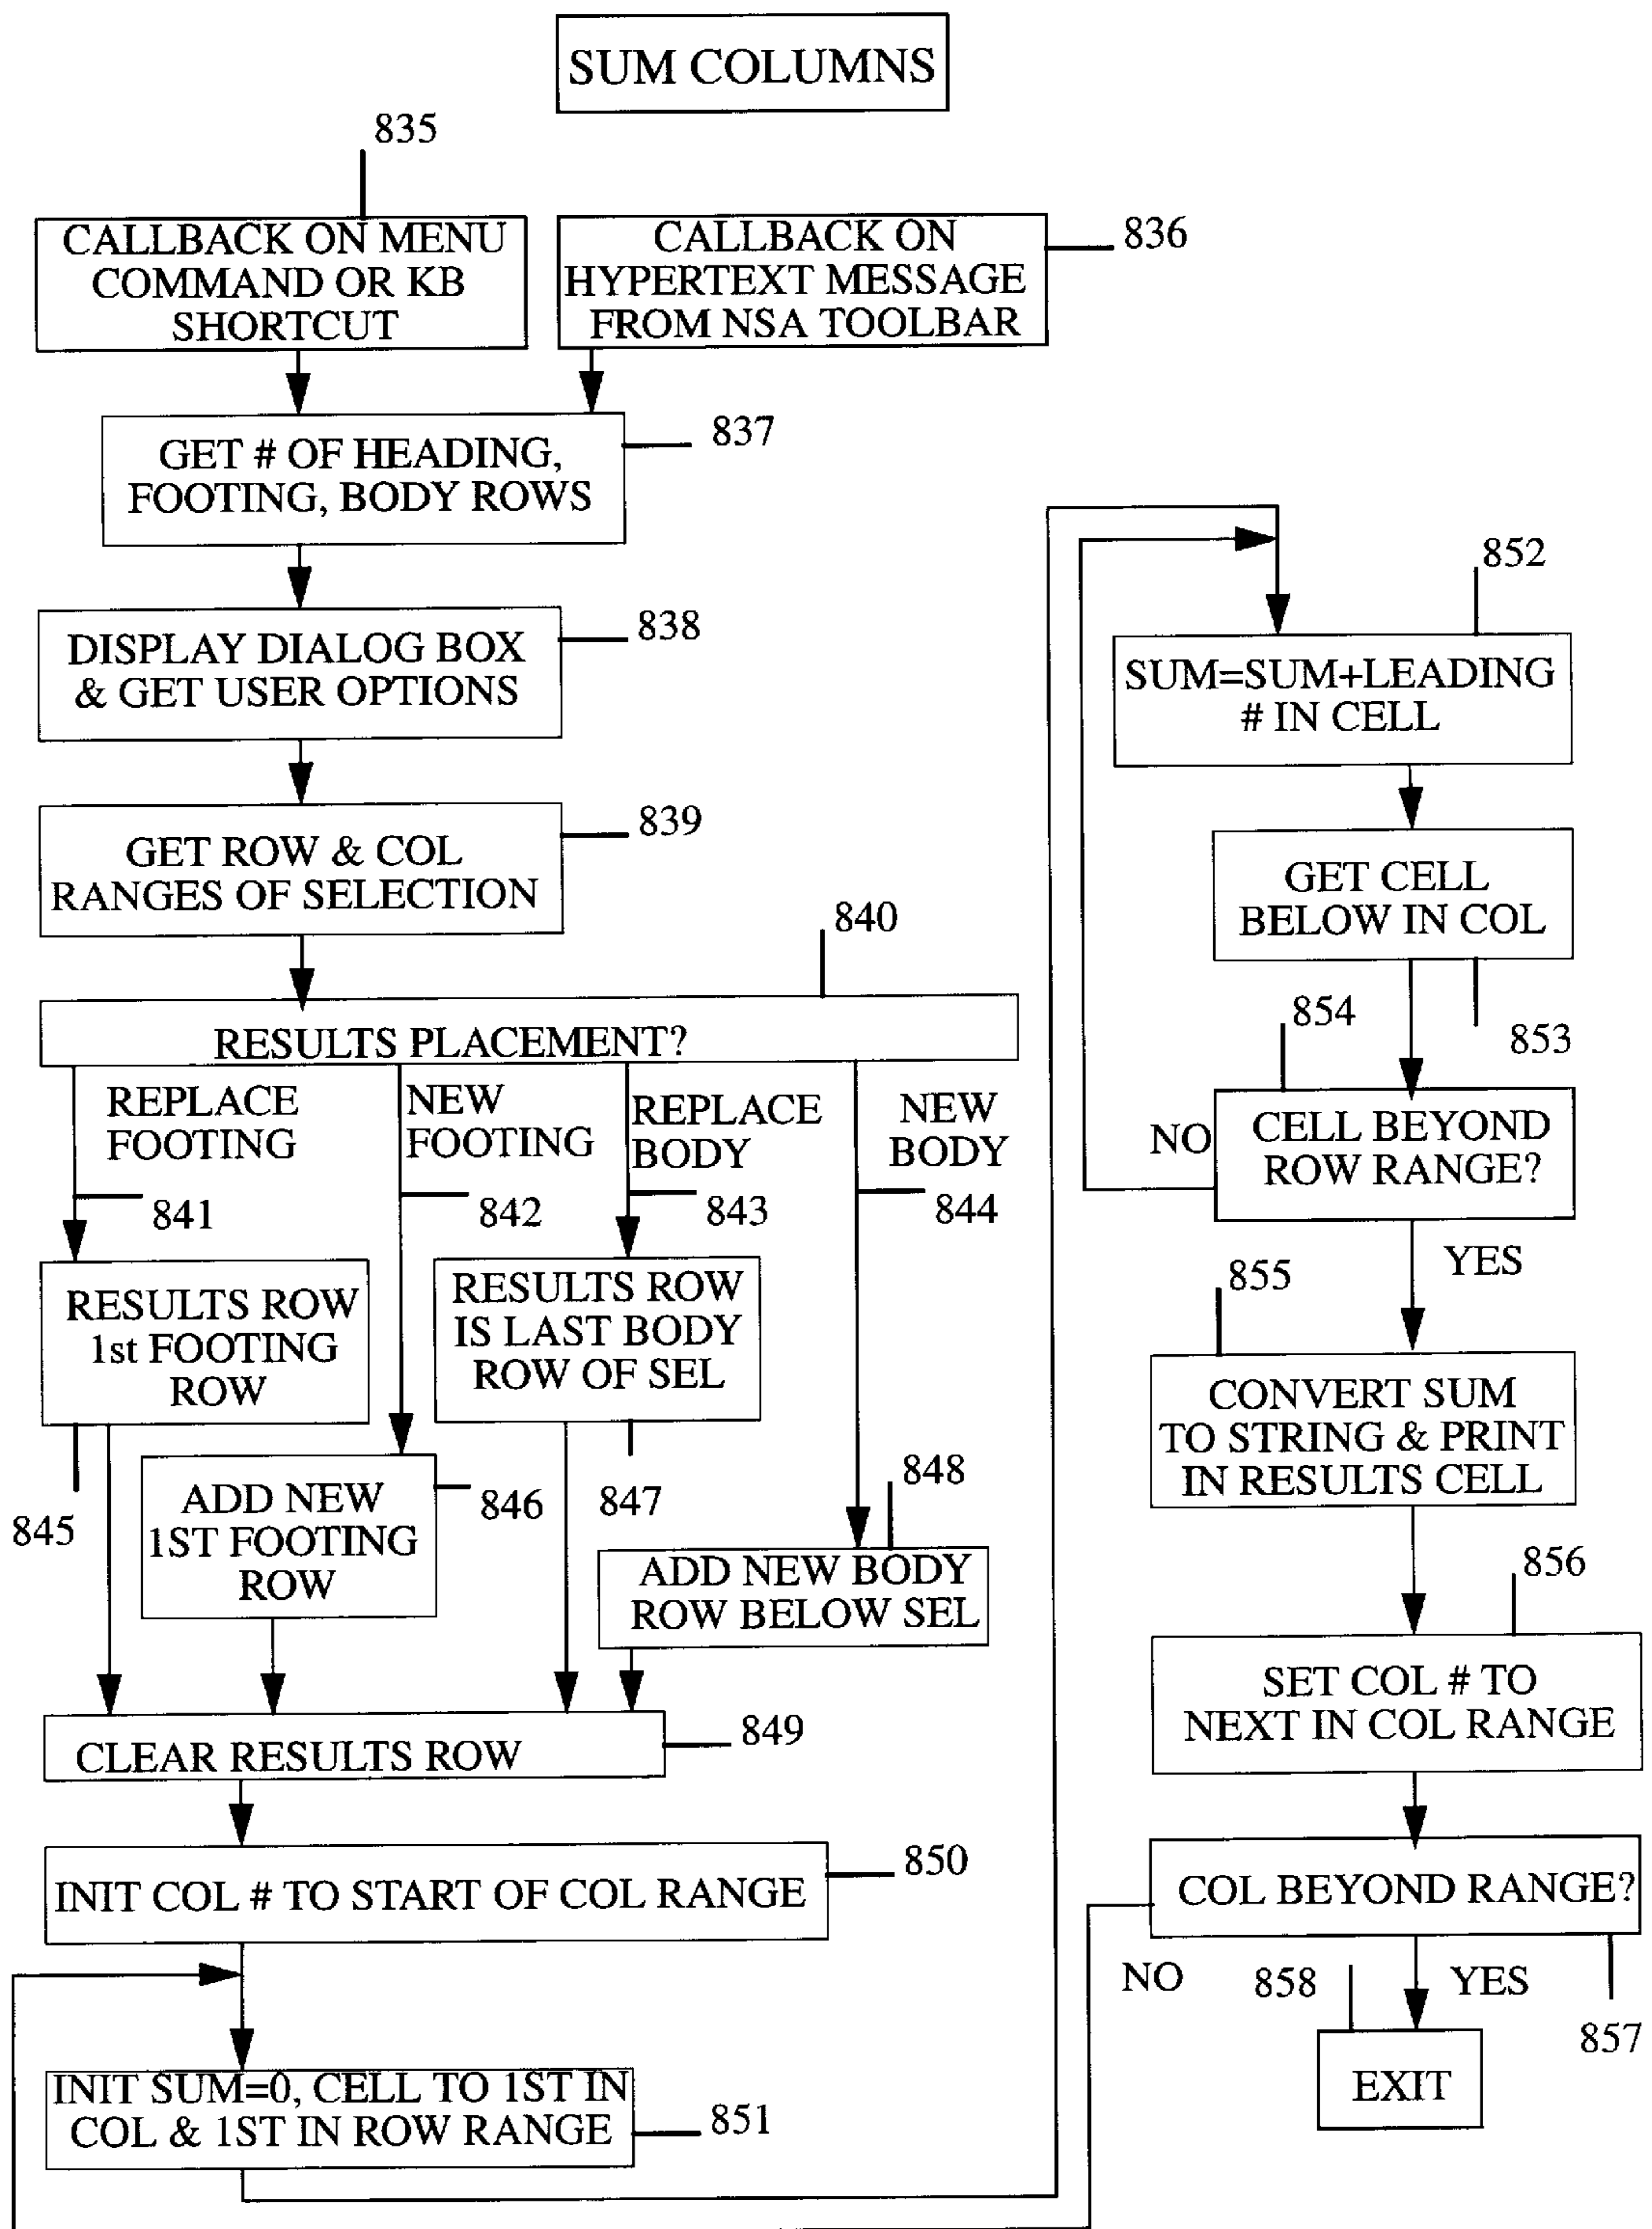 SUM COLUMNS
835
CALLBACK ON MENU
COMMAND OR KB
SHORTCUT
CALLBACK ON
HYPERTEXT MESSAGE
FROM NSA TOOLBAR
836
GET # OF HEADING,
FOOTING, BODY ROWS
837
DISPLAY DIALOG BOX
& GET USER OPTIONS
838
GET ROW & COL
RANGES OF SELECTION
839
840
RESULTS PLACEMENT?
REPLACE
FOOTING
NEW
FOOTING
REPLACE
BODY
NEW
BODY
841
842
843
844
RESULTS ROW
1st FOOTING
ROW
RESULTS ROW
IS LAST BODY
ROW OF SEL
845
ADD NEW
1ST FOOTING
ROW
846
847
848
ADD NEW BODY
ROW BELOW SEL
CLEAR RESULTS ROW
849
INIT COL # TO START OF COL RANGE
850
INIT SUM=0, CELL TO 1ST IN
COL & 1ST IN ROW RANGE
851
852
SUM=SUM+LEADING
# IN CELL
GET CELL
BELOW IN COL
853
854
CELL BEYOND
ROW RANGE?
NO
YES
855
CONVERT SUM
TO STRING & PRINT
IN RESULTS CELL
856
SET COL # TO
NEXT IN COL RANGE
COL BEYOND RANGE?
NO
858
YES
857
EXIT